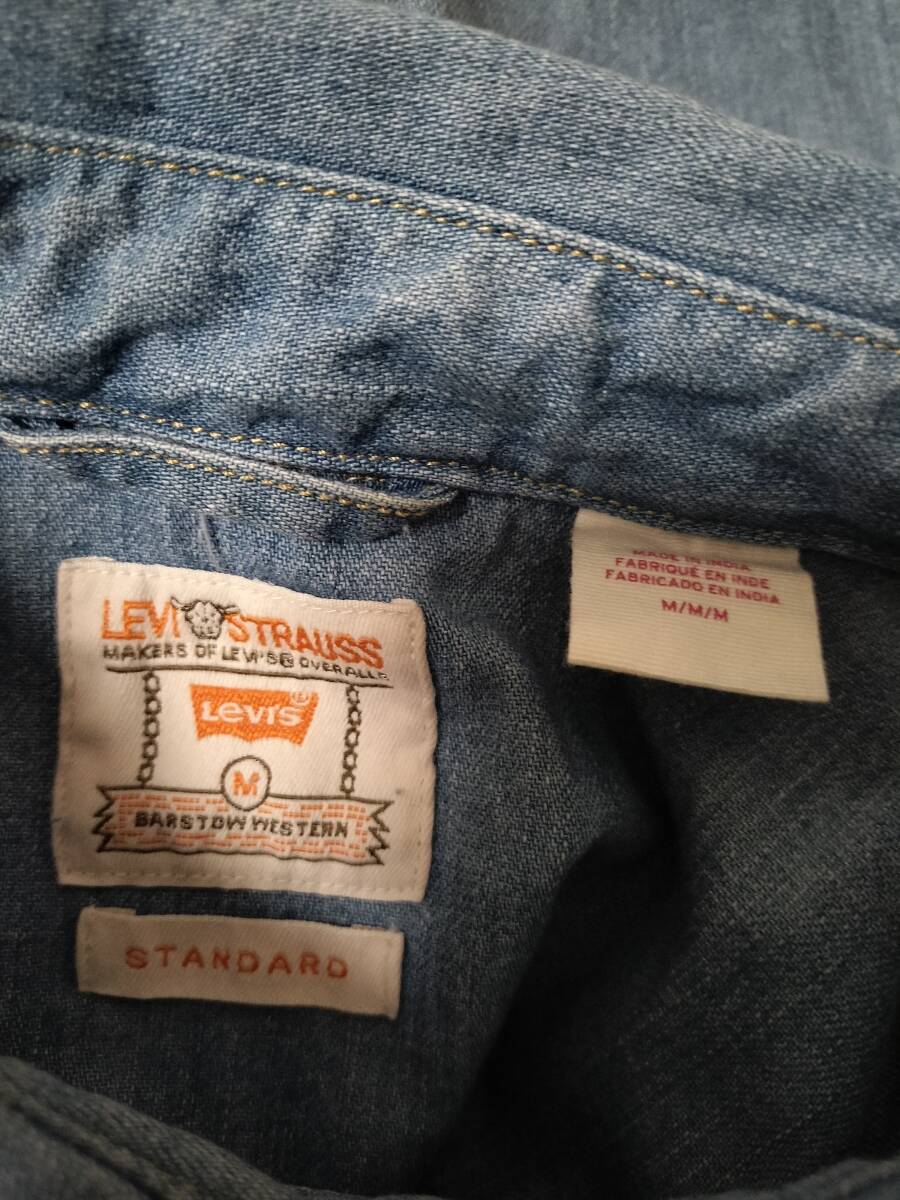 LEVI STRAUSS
MAKERS OF LEVI'S® OVERALLS
LEVI'S®
M
BARSTOW WESTERN
STANDARD
MADE IN INDIA
FABRIQUÉ EN INDE
FABRICADO EN INDIA
M/M/M